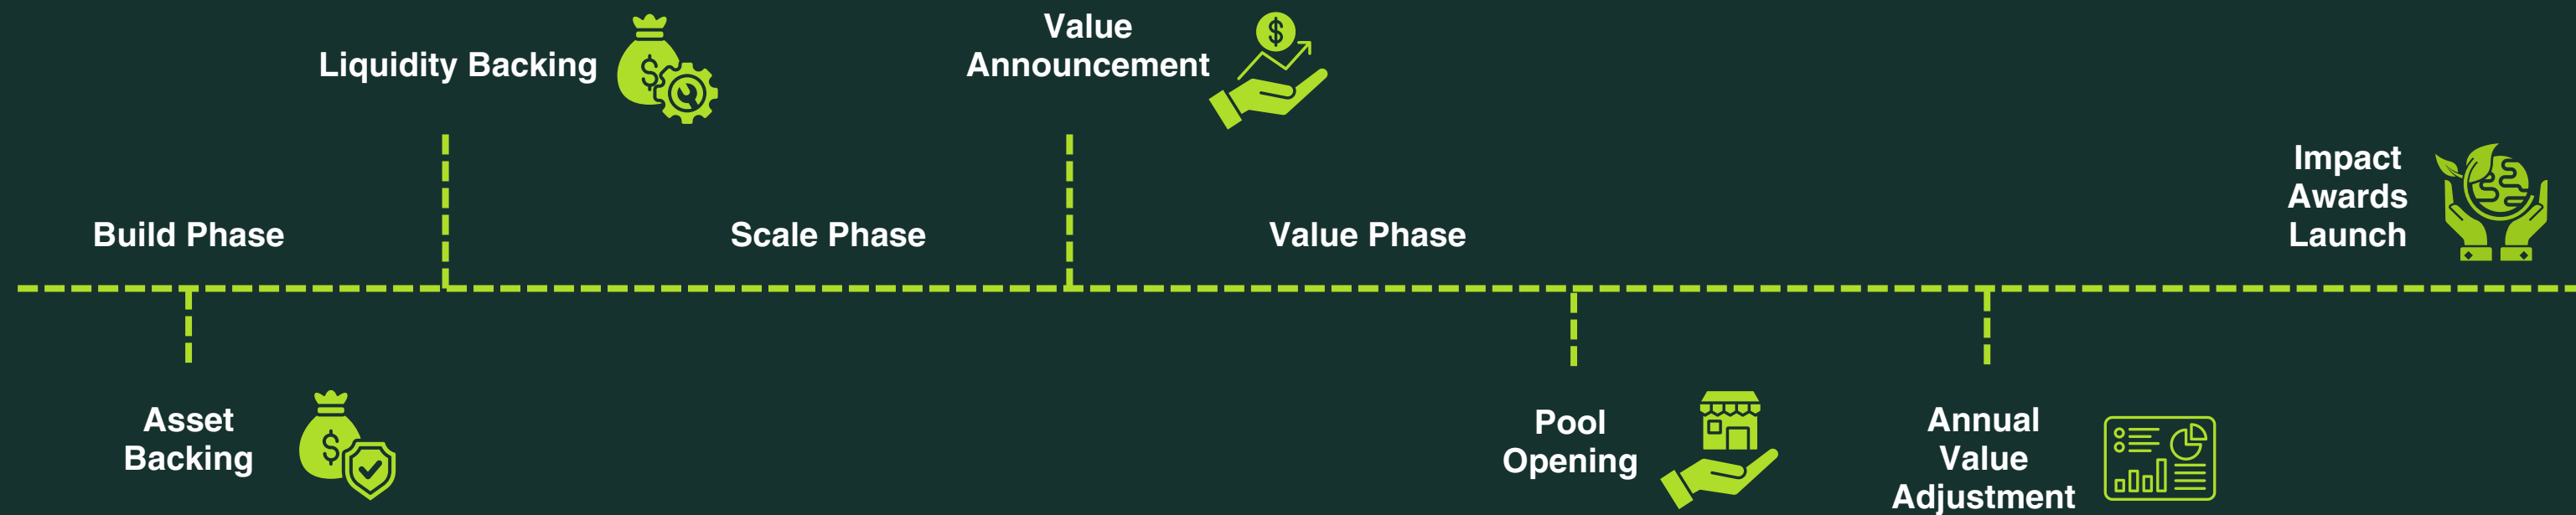 Liquidity Backing
Value
Announcement
Impact
Awards
Launch
Build Phase
Scale Phase
Value Phase
Asset
Backing
Pool
Opening
Annual
Value
Adjustment